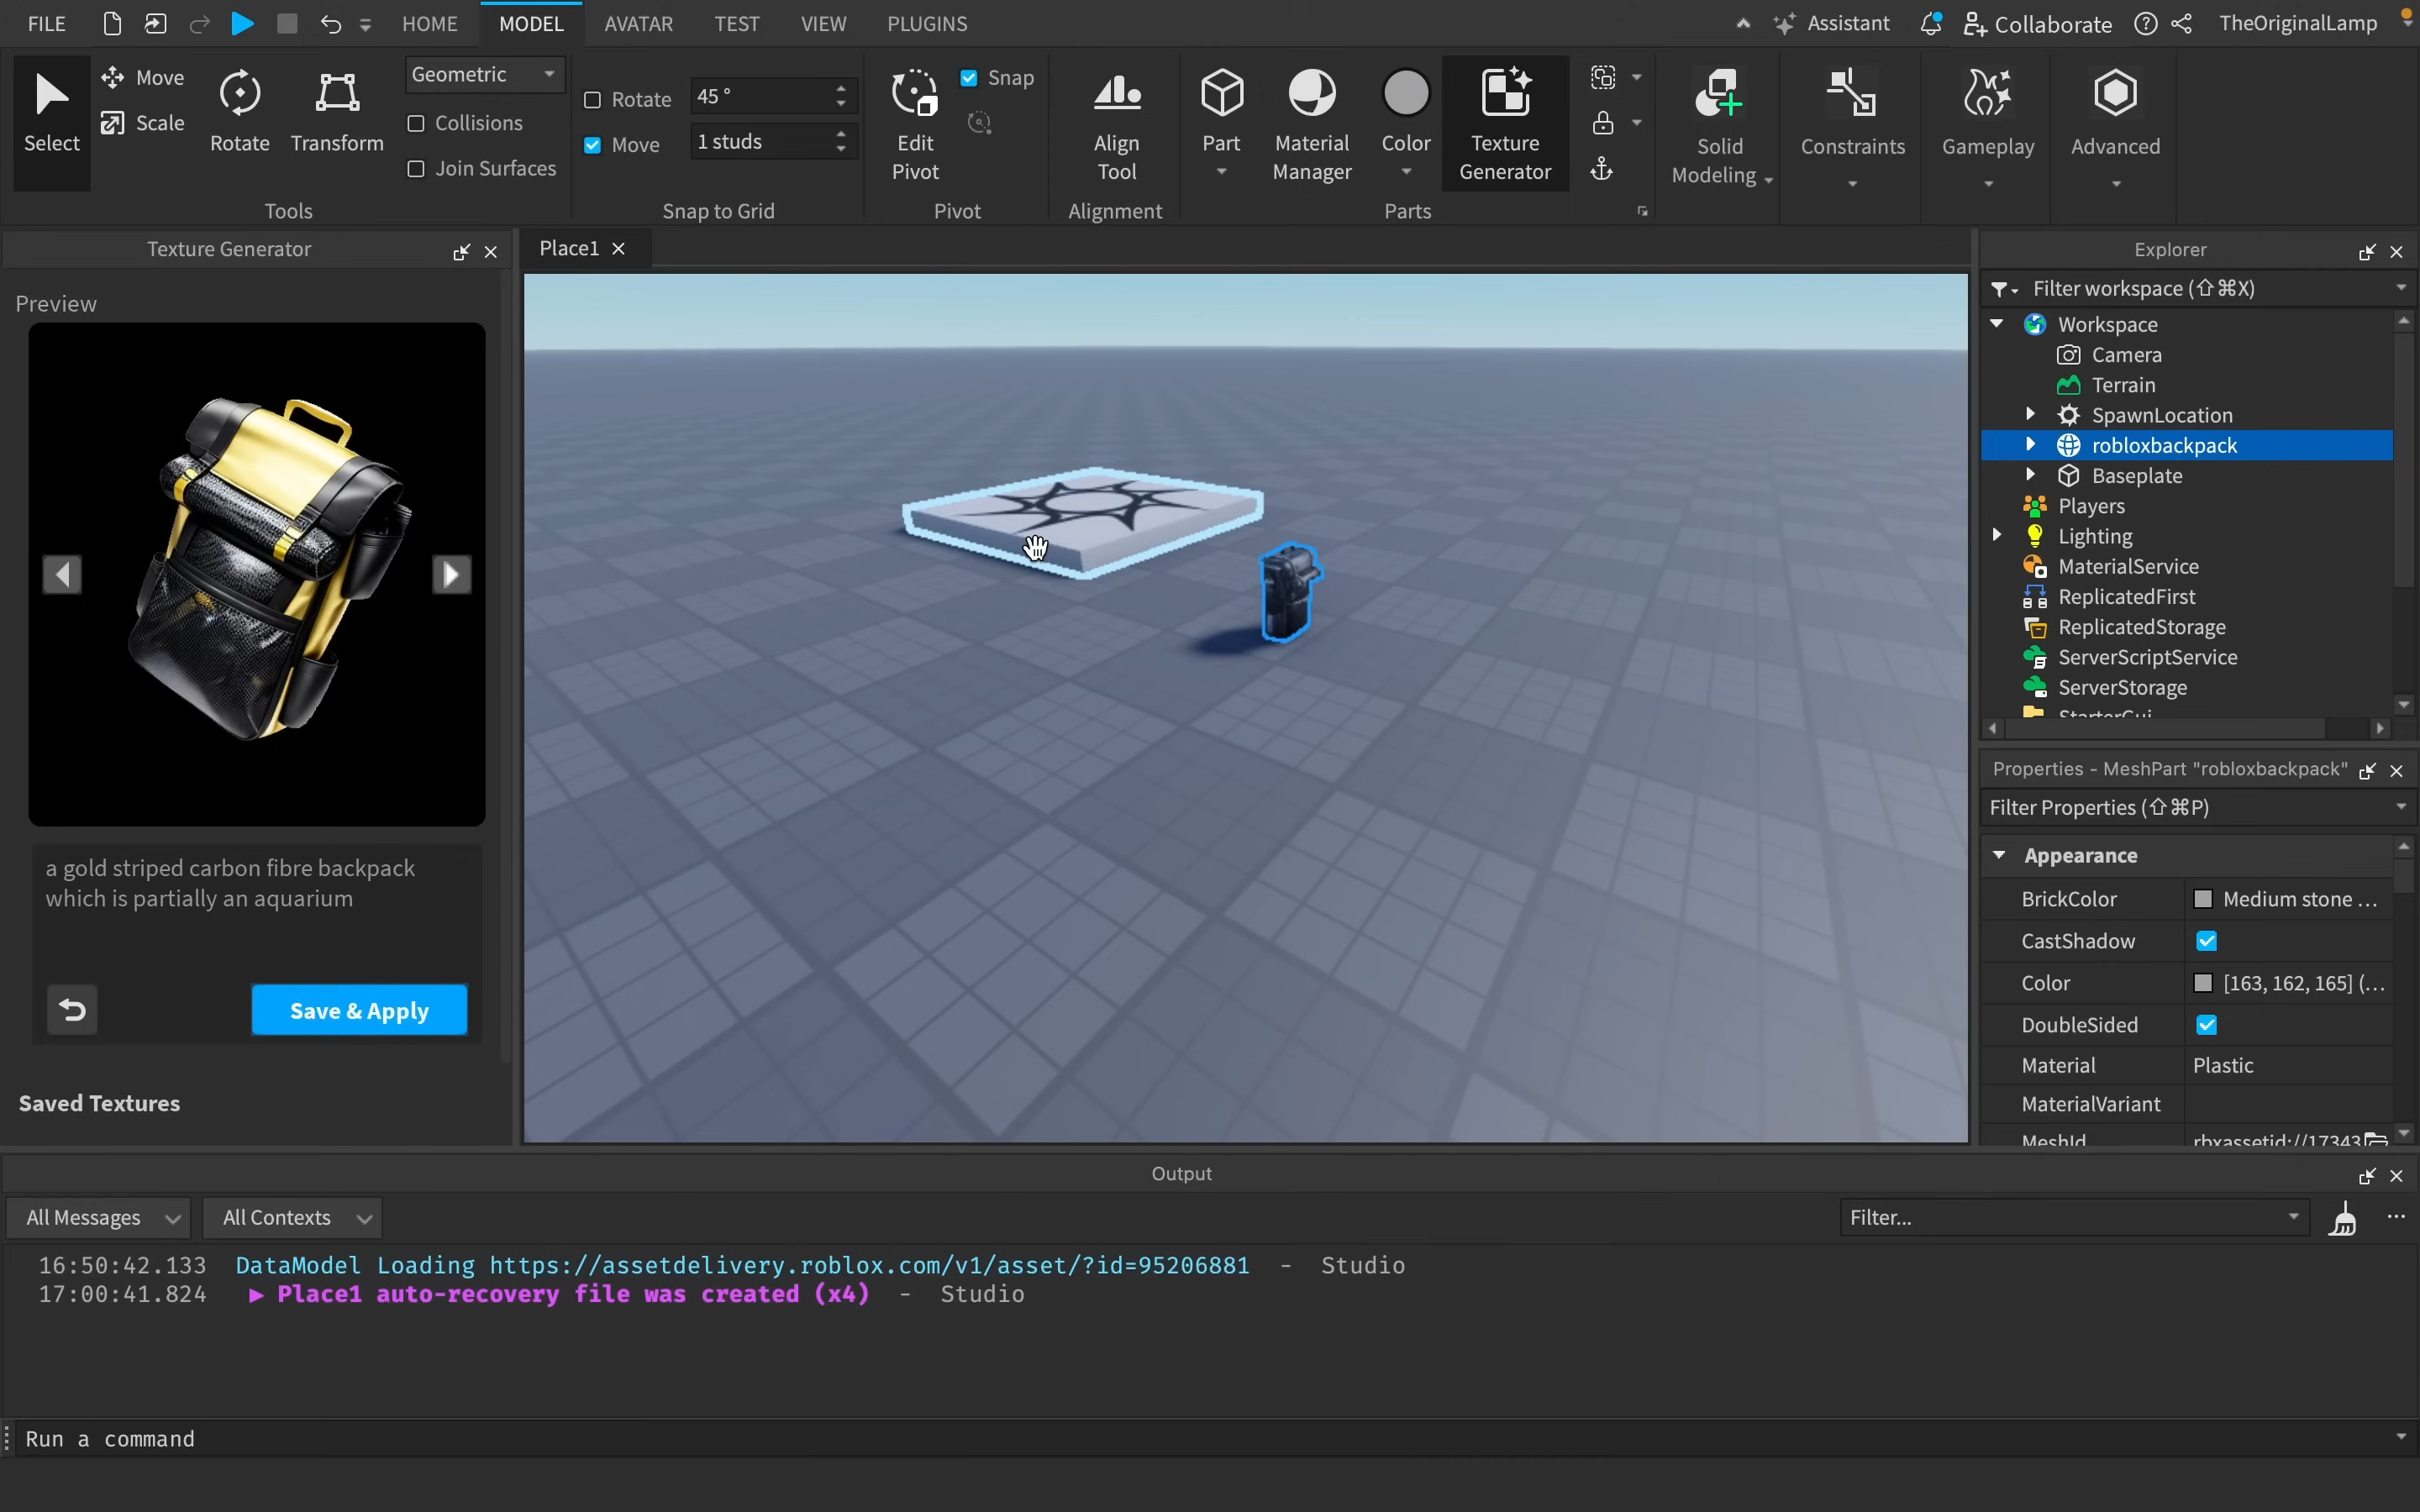 FILE HOME MODEL AVATAR TEST VIEW PLUGINS Assistant Collaborate TheOriginalLamp
Select
Move
Scale
Rotate
Transform
Geometric
Collisions
Join Surfaces
Tools
Rotate 45 °
Move 1 studs
Snap to Grid
Edit
Pivot
Snap
Pivot
Align
Tool
Alignment
Part
Material
Manager
Color
Texture
Generator
Parts
Solid
Modeling
Constraints
Gameplay
Advanced
Texture Generator
Preview
a gold striped carbon fibre backpack
which is partially an aquarium
Save & Apply
Saved Textures
Place1
Explorer
Filter workspace (⇧⌘X)
Workspace
Camera
Terrain
SpawnLocation
robloxbackpack
Baseplate
Players
Lighting
MaterialService
ReplicatedFirst
ReplicatedStorage
ServerScriptService
ServerStorage
StarterGui
Properties - MeshPart "robloxbackpack"
Filter Properties (⇧⌘P)
Appearance
BrickColor Medium stone ...
CastShadow
Color [163, 162, 165] (...
DoubleSided
Material Plastic
MaterialVariant
MeshId rbxassetid://17343
Output
All Messages All Contexts Filter...
16:50:42.133 DataModel Loading https://assetdelivery.roblox.com/v1/asset/?id=95206881 - Studio
17:00:41.824 ▶ Place1 auto-recovery file was created (x4) - Studio
Run a command